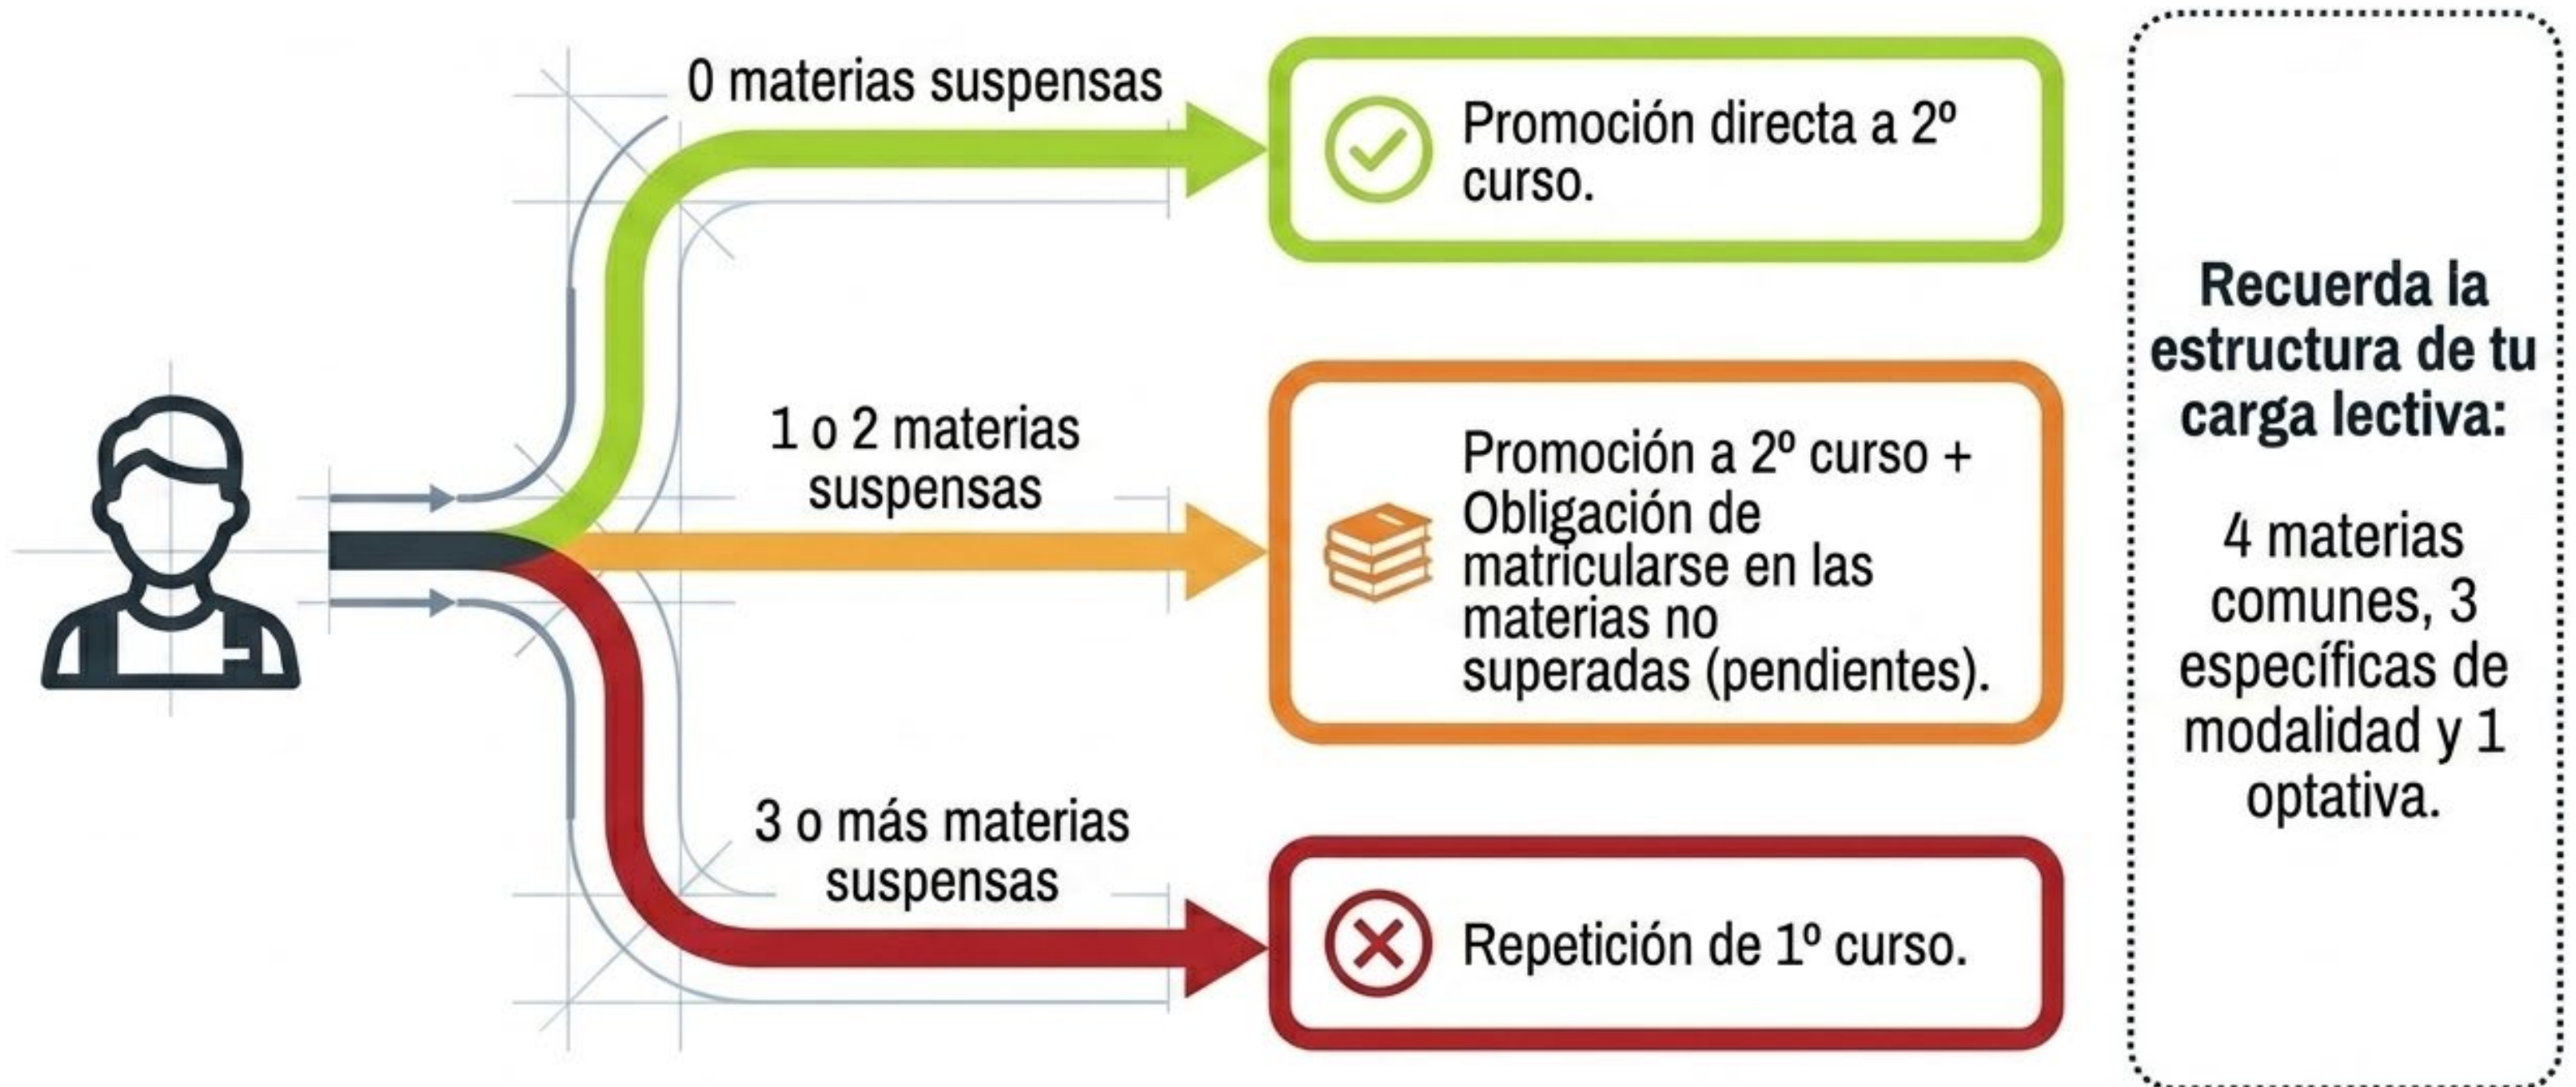 0 materias suspensas
Promoción directa a 2º
curso.
1 o 2 materias
suspensas
Promoción a 2º curso +
Obligación de
matricularse en las
materias no
superadas (pendientes).
3 o más materias
suspensas
Repetición de 1º curso.
Recuerda la
estructura de tu
carga lectiva:
4 materias
comunes, 3
específicas de
modalidad y 1
optativa.